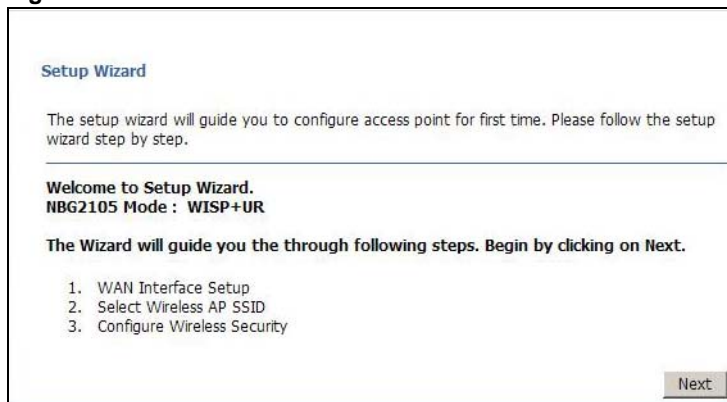 Setup Wizard
The setup wizard will guide you to configure access point for first time. Please follow the setup
wizard step by step.
Welcome to Setup Wizard.
NBG2105 Mode : WISP+UR
The Wizard will guide you the through following steps. Begin by clicking on Next.
1. WAN Interface Setup
2. Select Wireless AP SSID
3. Configure Wireless Security
Next